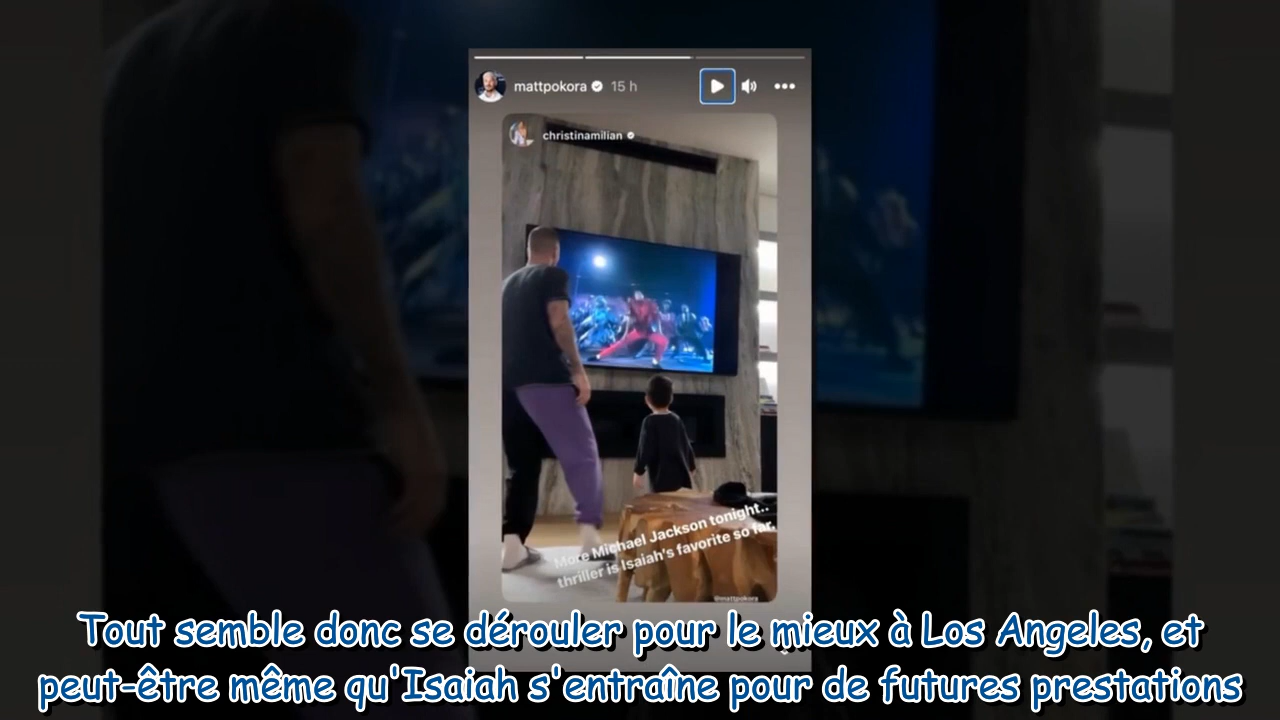 mattpokora 15 h
christinamilian
More Michael Jackson tonight..
thriller is Isaiah's favorite so far.
@mattpokora
Tout semble donc se dérouler pour le mieux à Los Angeles, et
peut-être même qu'Isaiah s'entraîne pour de futures prestations